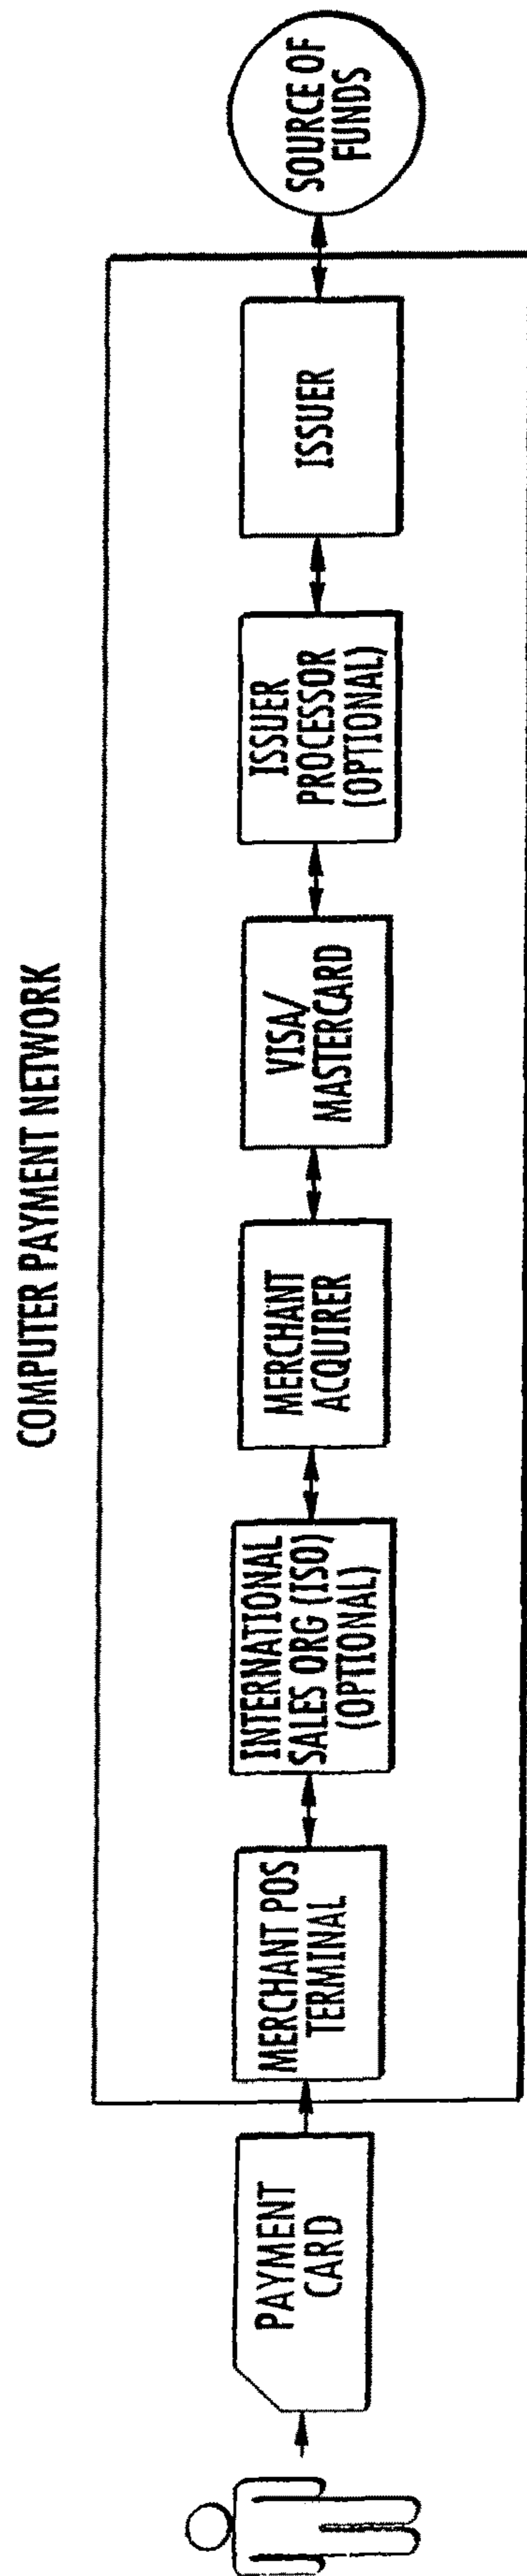 COMPUTER PAYMENT NETWORK
PAYMENT
CARD
MERCHANT POS
TERMINAL
INTERNATIONAL
SALES ORG (ISO)
(OPTIONAL)
MERCHANT
ACQUIRER
VISA/
MASTERCARD
ISSUER
PROCESSOR
(OPTIONAL)
ISSUER
SOURCE OF
FUNDS